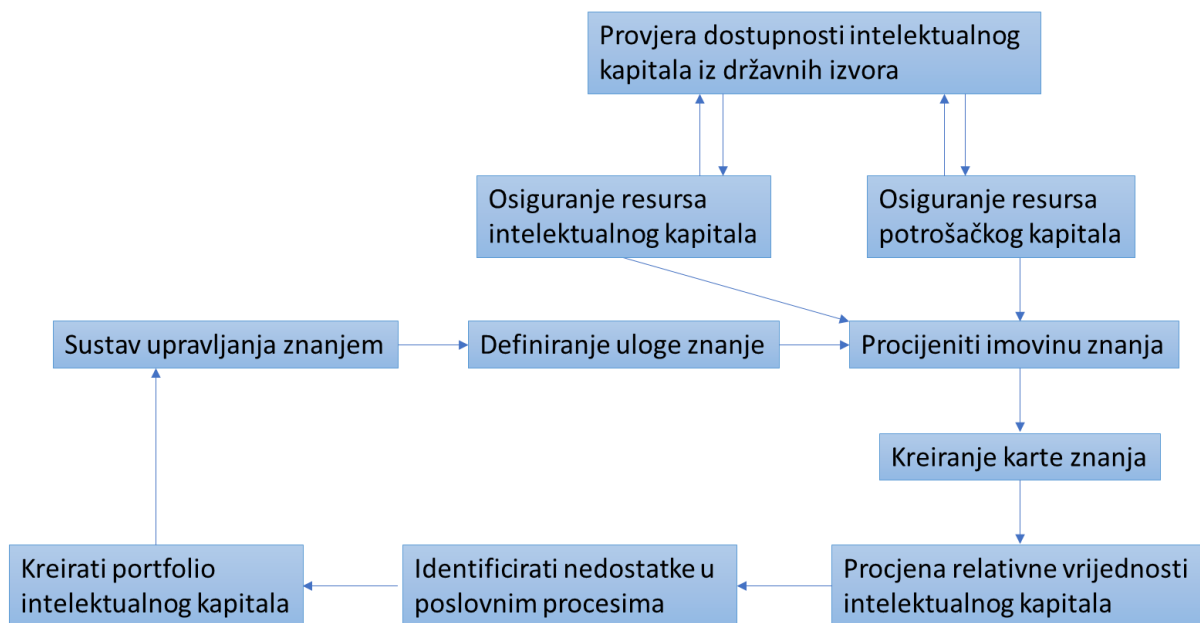 Provjera dostupnosti intelektualnog
kapitala iz državnih izvora
Osiguranje resursa
intelektualnog kapitala
Osiguranje resursa
potrošačkog kapitala
Sustav upravljanja znanjem
Definiranje uloge znanje
Procijeniti imovinu znanja
Kreiranje karte znanja
Kreirati portfolio
intelektualnog kapitala
Identificirati nedostatke u
poslovnim procesima
Procjena relativne vrijednosti
intelektualnog kapitala